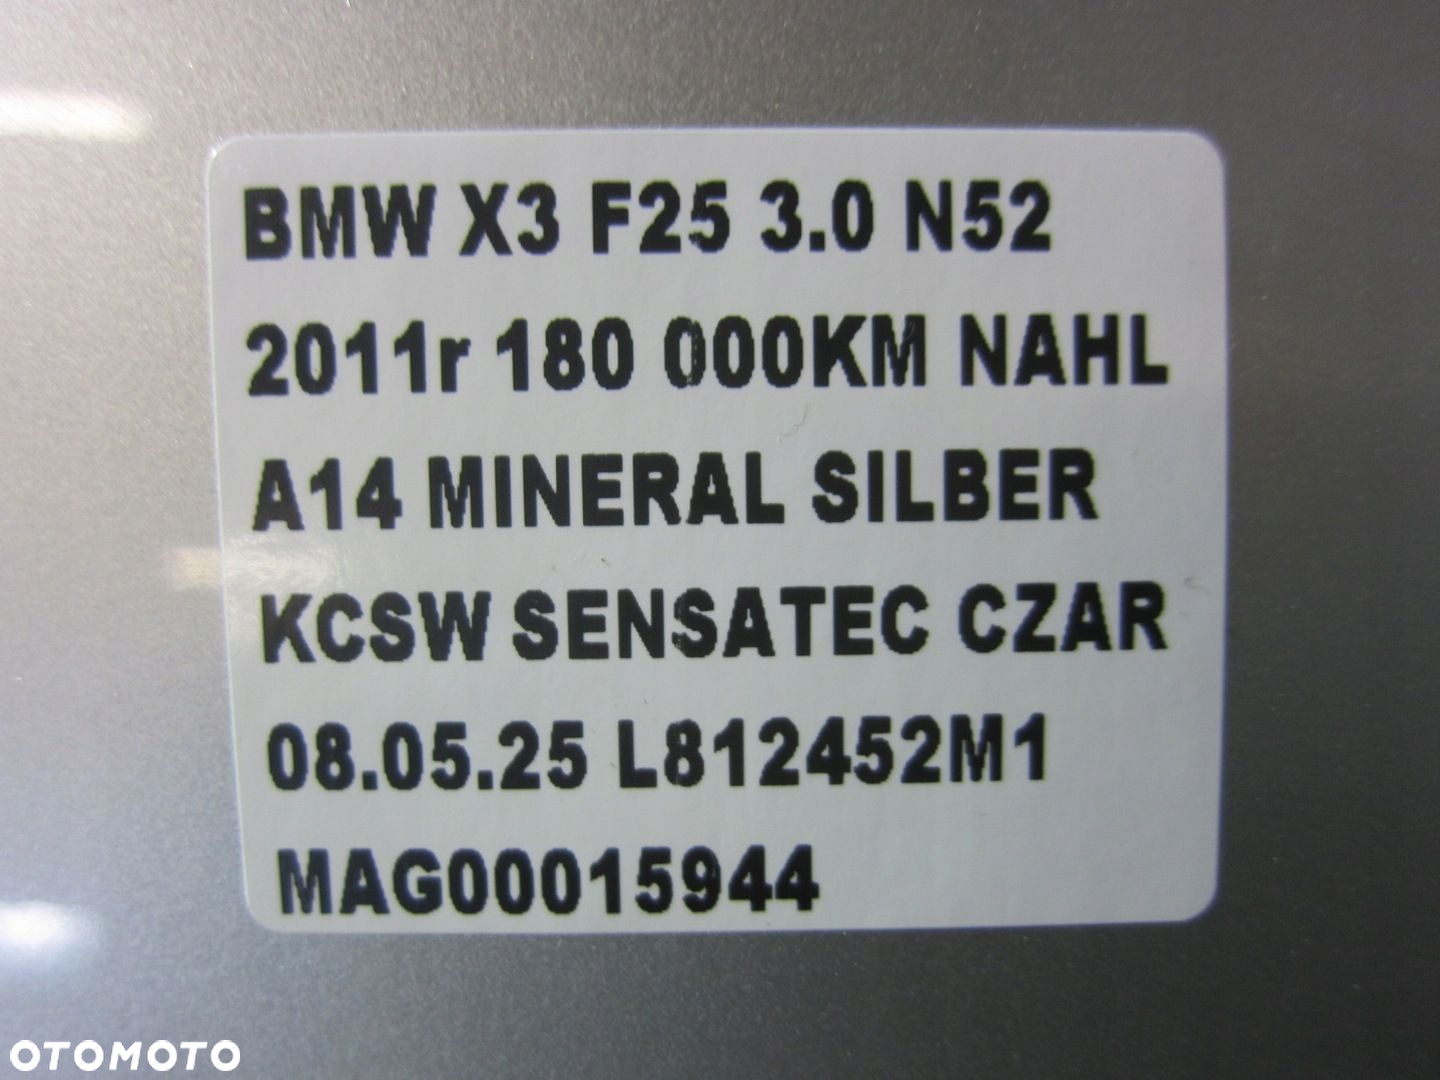 BMW X3 F25 3.0 N52
2011r 180 000KM NAHL
A14 MINERAL SILBER
KCSW SENSATEC CZAR
08.05.25 L812452M1
MAG00015944
OTOMOTO